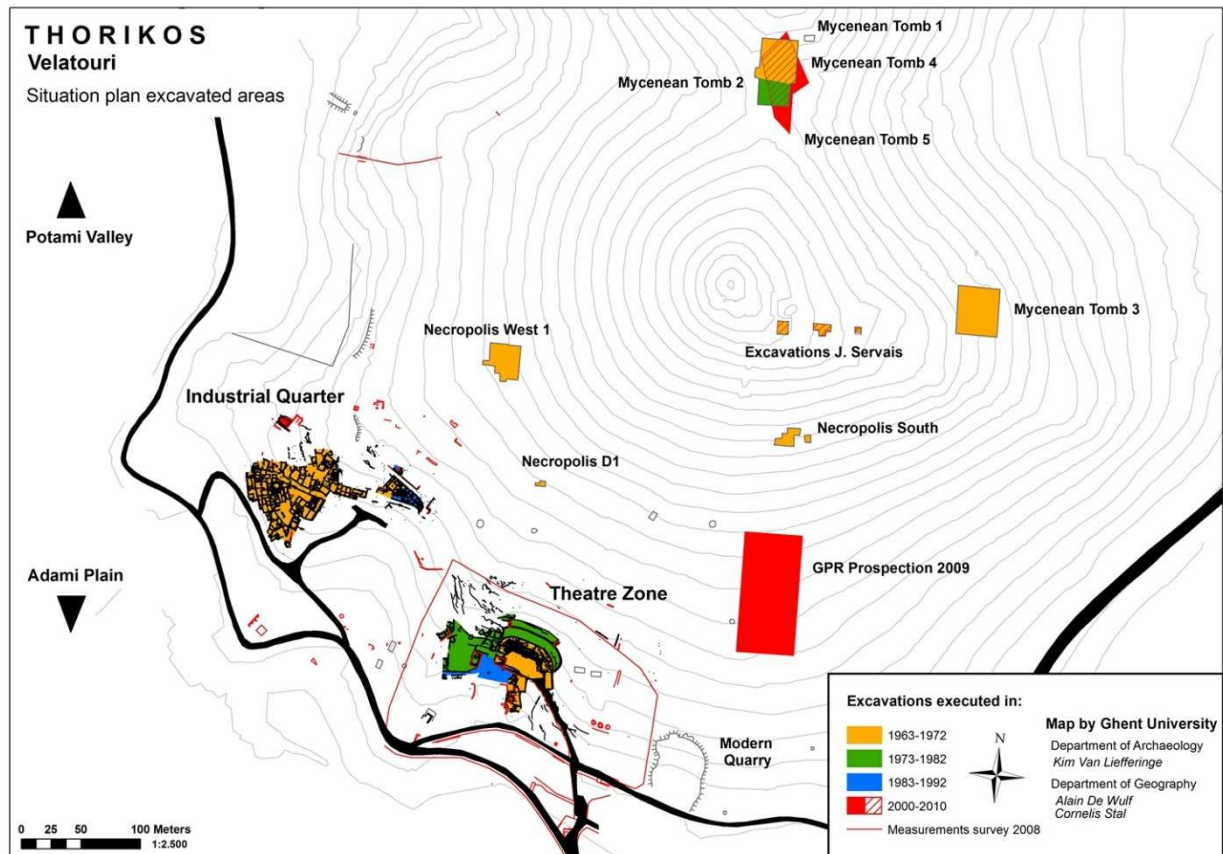 THORIKOS
Velatouri
Situation plan excavated areas
Mycenean Tomb 1
Mycenean Tomb 4
Mycenean Tomb 2
Mycenean Tomb 5
Potami Valley
Mycenean Tomb 3
Necropolis West 1
Excavations J. Servais
Industrial Quarter
Necropolis South
Necropolis D1
GPR Prospection 2009
Adami Plain
Theatre Zone
Modern
Quarry
Excavations executed in:
1963-1972
1973-1982
1983-1992
2000-2010
Measurements survey 2008
N
Map by Ghent University
Department of Archaeology
Kim Van Liefferinge
Department of Geography
Alain De Wulf
Cornelis Stal
0 25 50 100 Meters
1:2.500